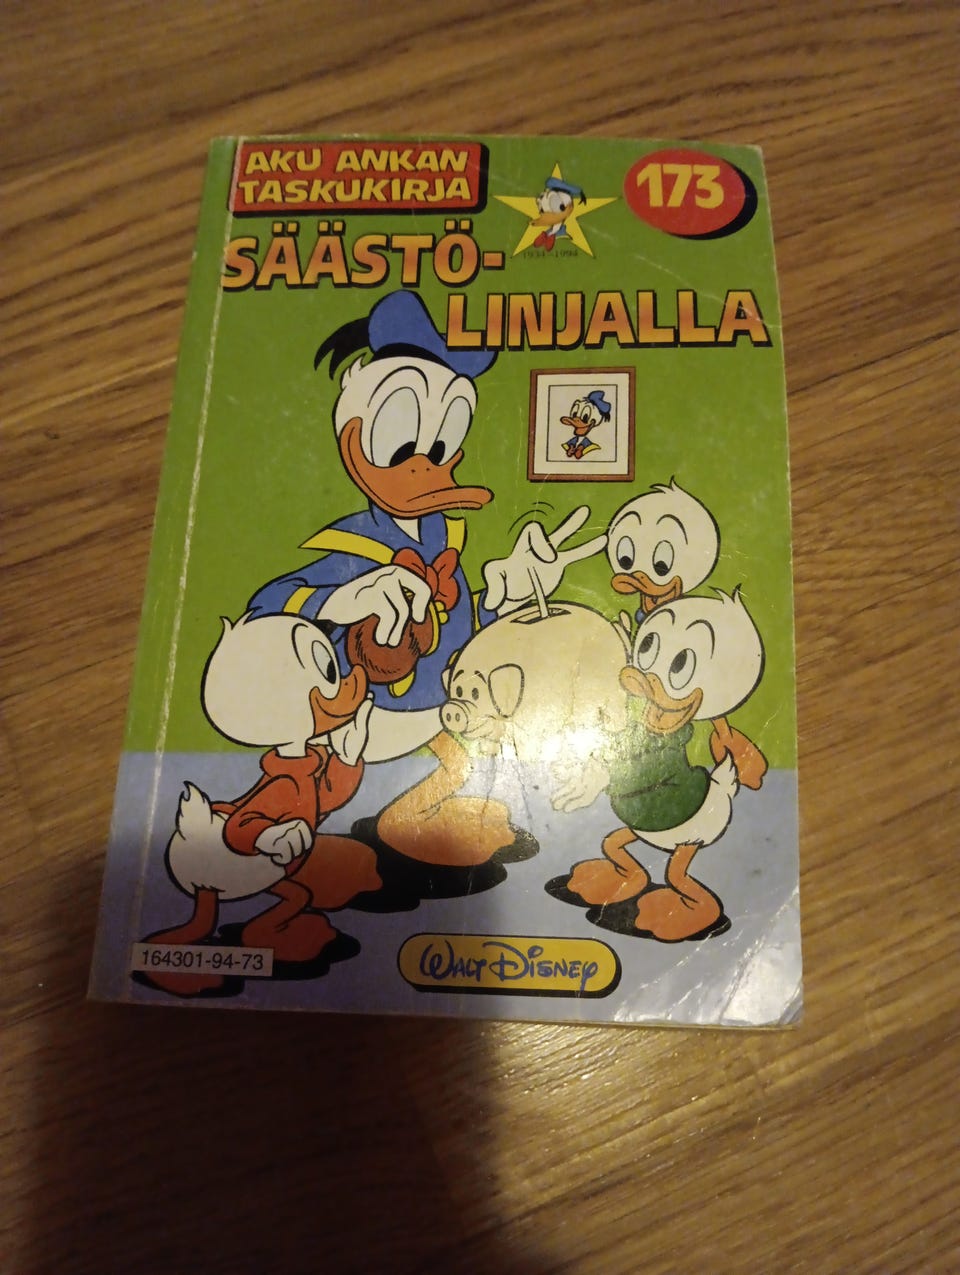 AKU ANKAN
TASKUKIRJA
173
1934-1994
SÄÄSTÖ-
LINJALLA
164301-94-73
WALT DISNEY